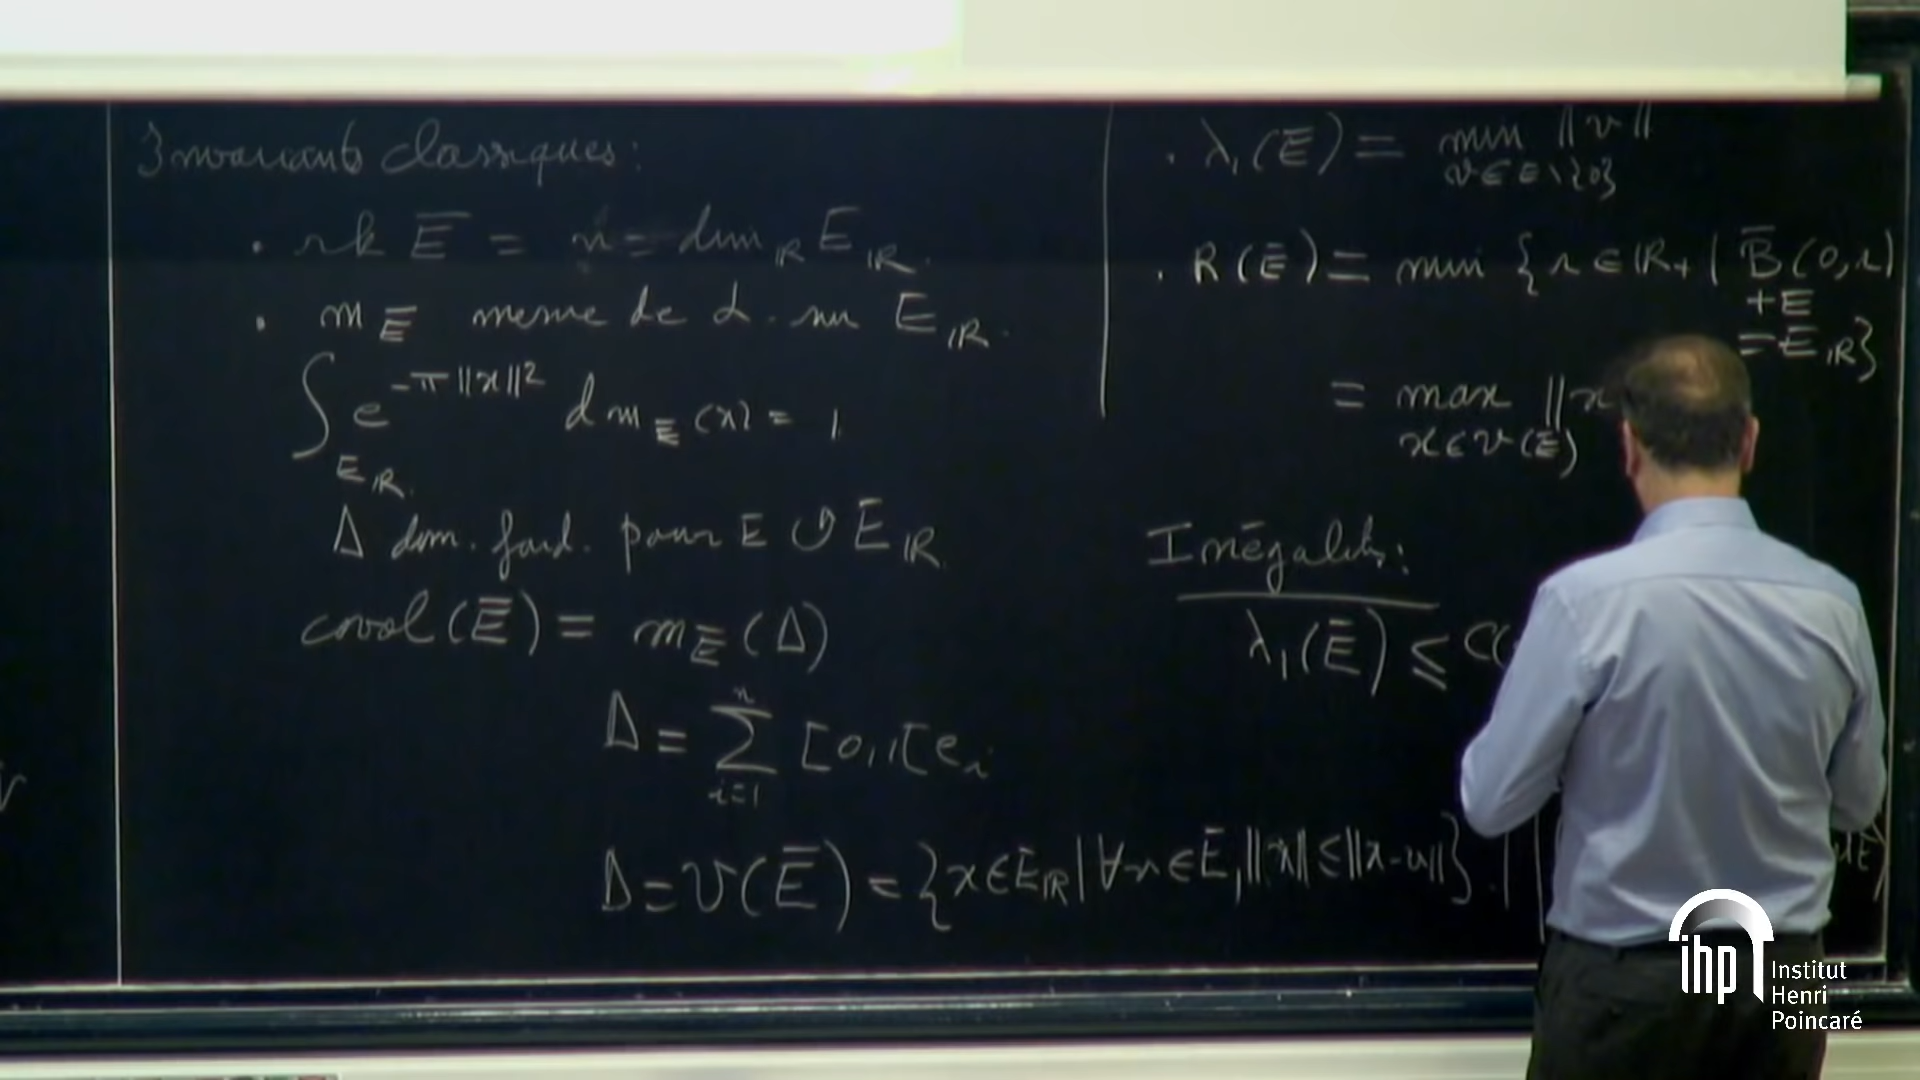 Invariants classiques :
. rk E̅ = n = dim_ℝ E_ℝ.
. m_E̅ mesure de L. sur E_ℝ.
∫_{E_ℝ} e^{-π‖x‖²} dm_E̅(x) = 1.
Δ dom. fond. pour E ↺ E_ℝ
covol(E̅) = m_E̅(Δ)
Δ = ∑_{i=1}^{n} [0,1[ e_i
Δ = V(E̅) = {x ∈ E_ℝ | ∀v ∈ E, ‖x‖ ≤ ‖x-v‖}.
. λ₁(E̅) = min_{v ∈ E \ {0}} ‖v‖
. R(E̅) = min {r ∈ ℝ₊ | B̅(0,r)
+E
= E_ℝ}
= max_{x ∈ V(E̅)} ‖x
Inégalités :
λ₁(E̅) ≤ C(
ihp
Institut
Henri
Poincaré